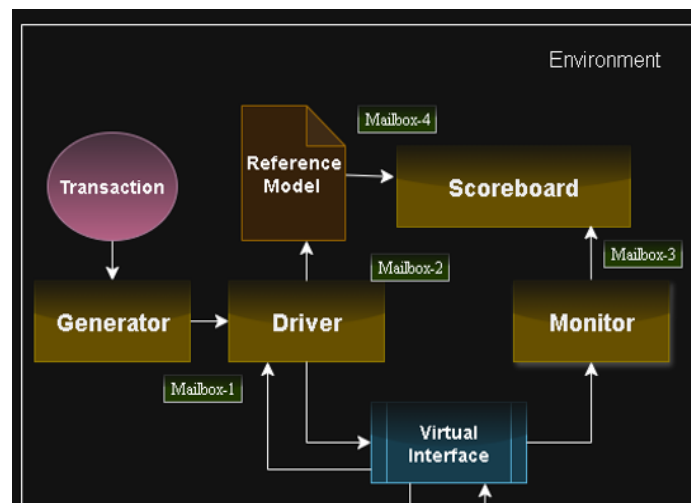 Environment
Mailbox-4
Reference
Model
Scoreboard
Transaction
Mailbox-3
Mailbox-2
Generator
Driver
Monitor
Mailbox-1
Virtual
Interface